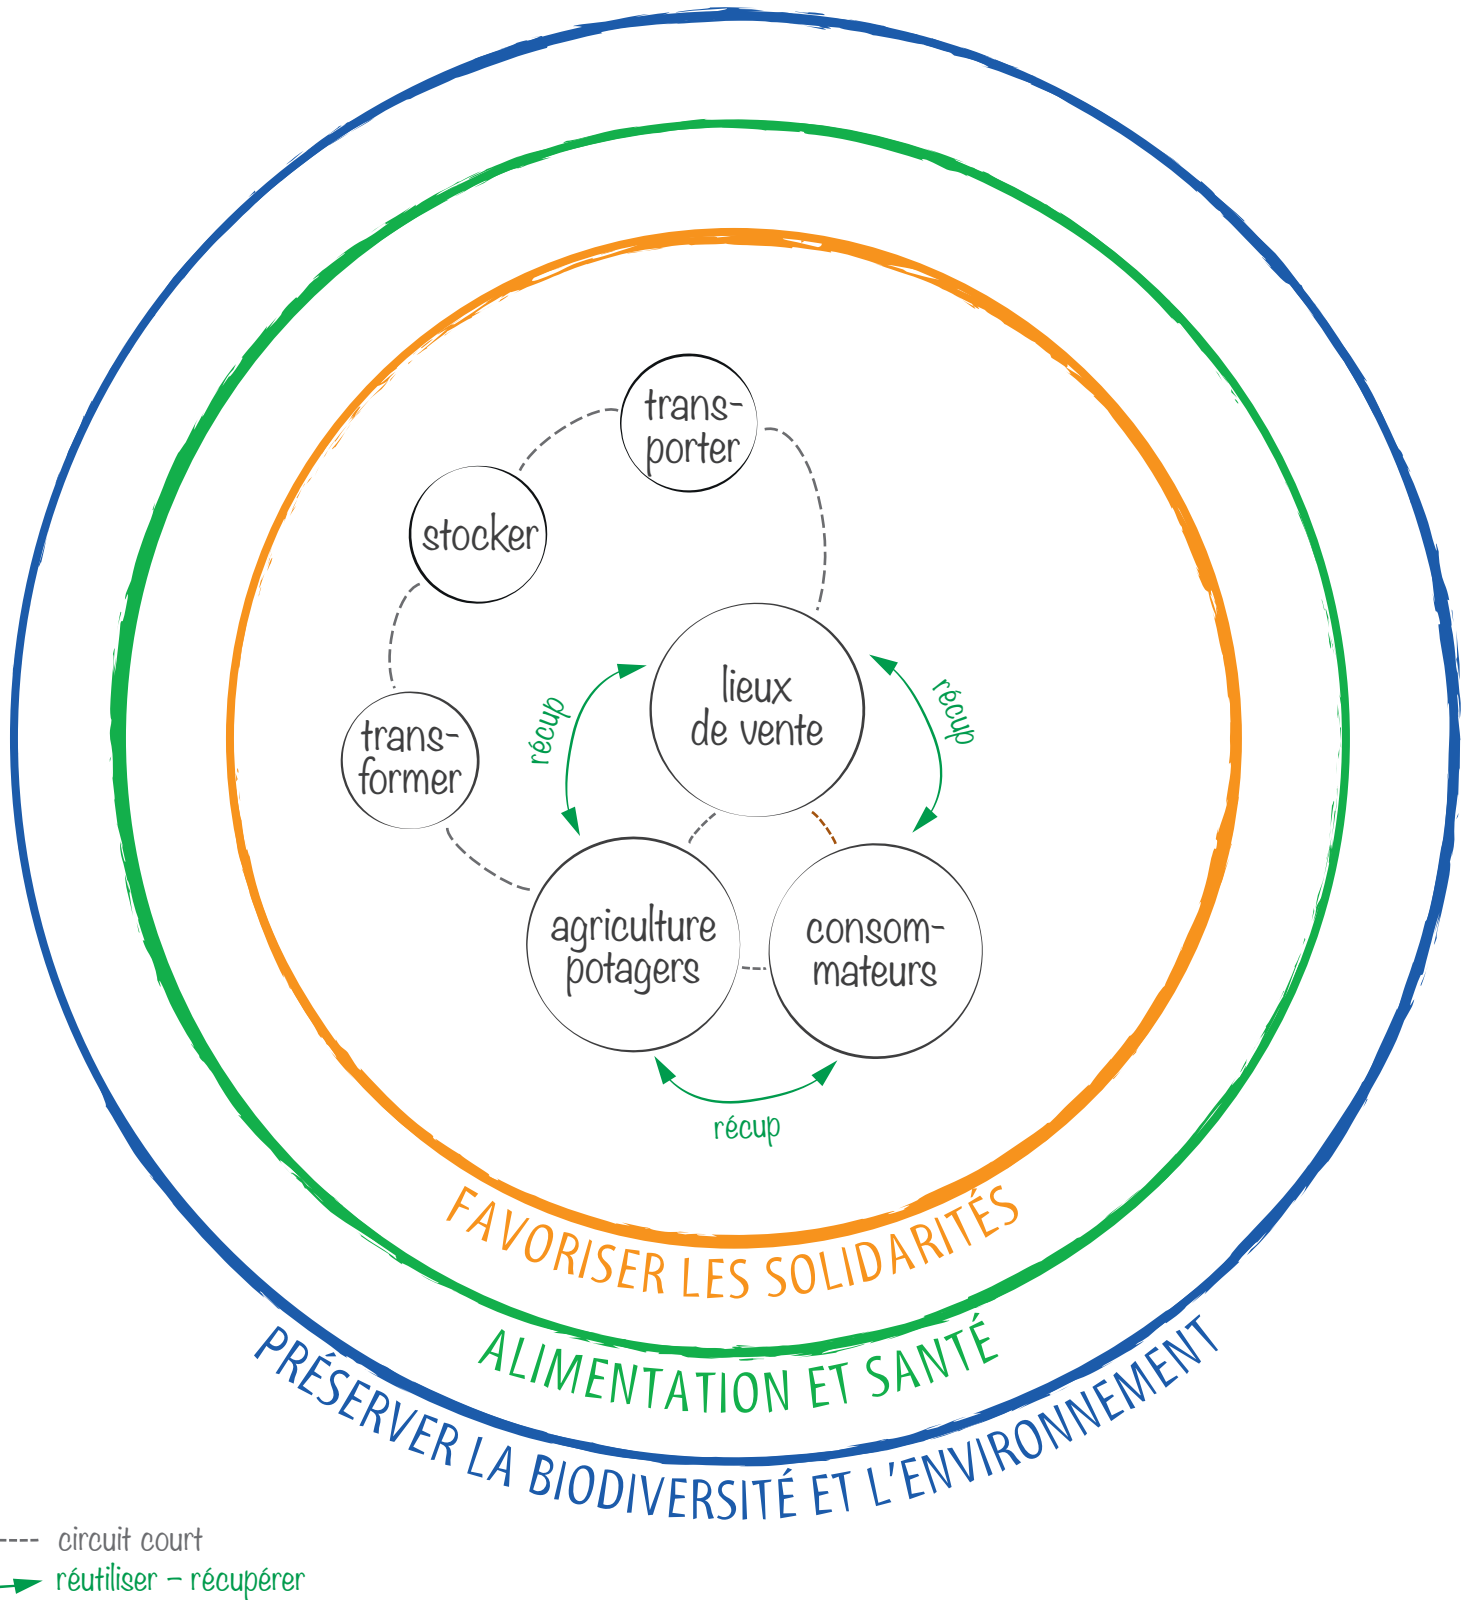 trans-
porter
stocker
lieux
de vente
récup
récup
trans-
former
agriculture
potagers
consom-
mateurs
récup
FAVORISER LES SOLIDARITÉS
ALIMENTATION ET SANTÉ
PRÉSERVER LA BIODIVERSITÉ ET L'ENVIRONNEMENT
circuit court
réutiliser – récupérer